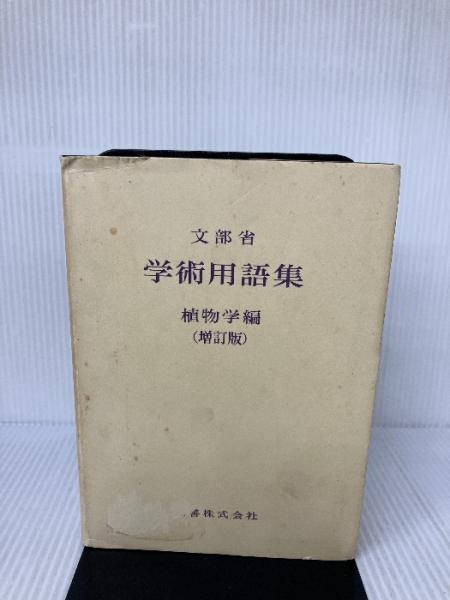 文部省
学術用語集
植物学編
(増訂版)
善株式会社